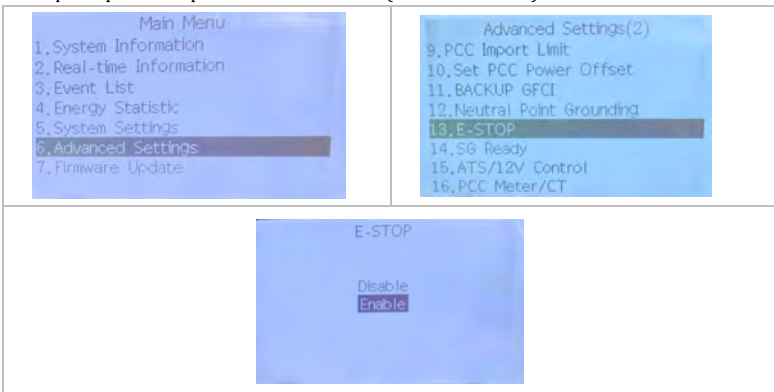 Main Menu
1.System Information
2.Real-time Information
3.Event List
4.Energy Statistic
5.System Settings
6.Advanced Settings
7.Firmware Update
Advanced Settings(2)
9.PCC Import Limit
10.Set PCC Power Offset
11.BACKUP GFCI
12.Neutral Point Grounding
13.E-STOP
14.SG Ready
15.ATS/12V Control
16.PCC Meter/CT
E-STOP
Disable
Enable